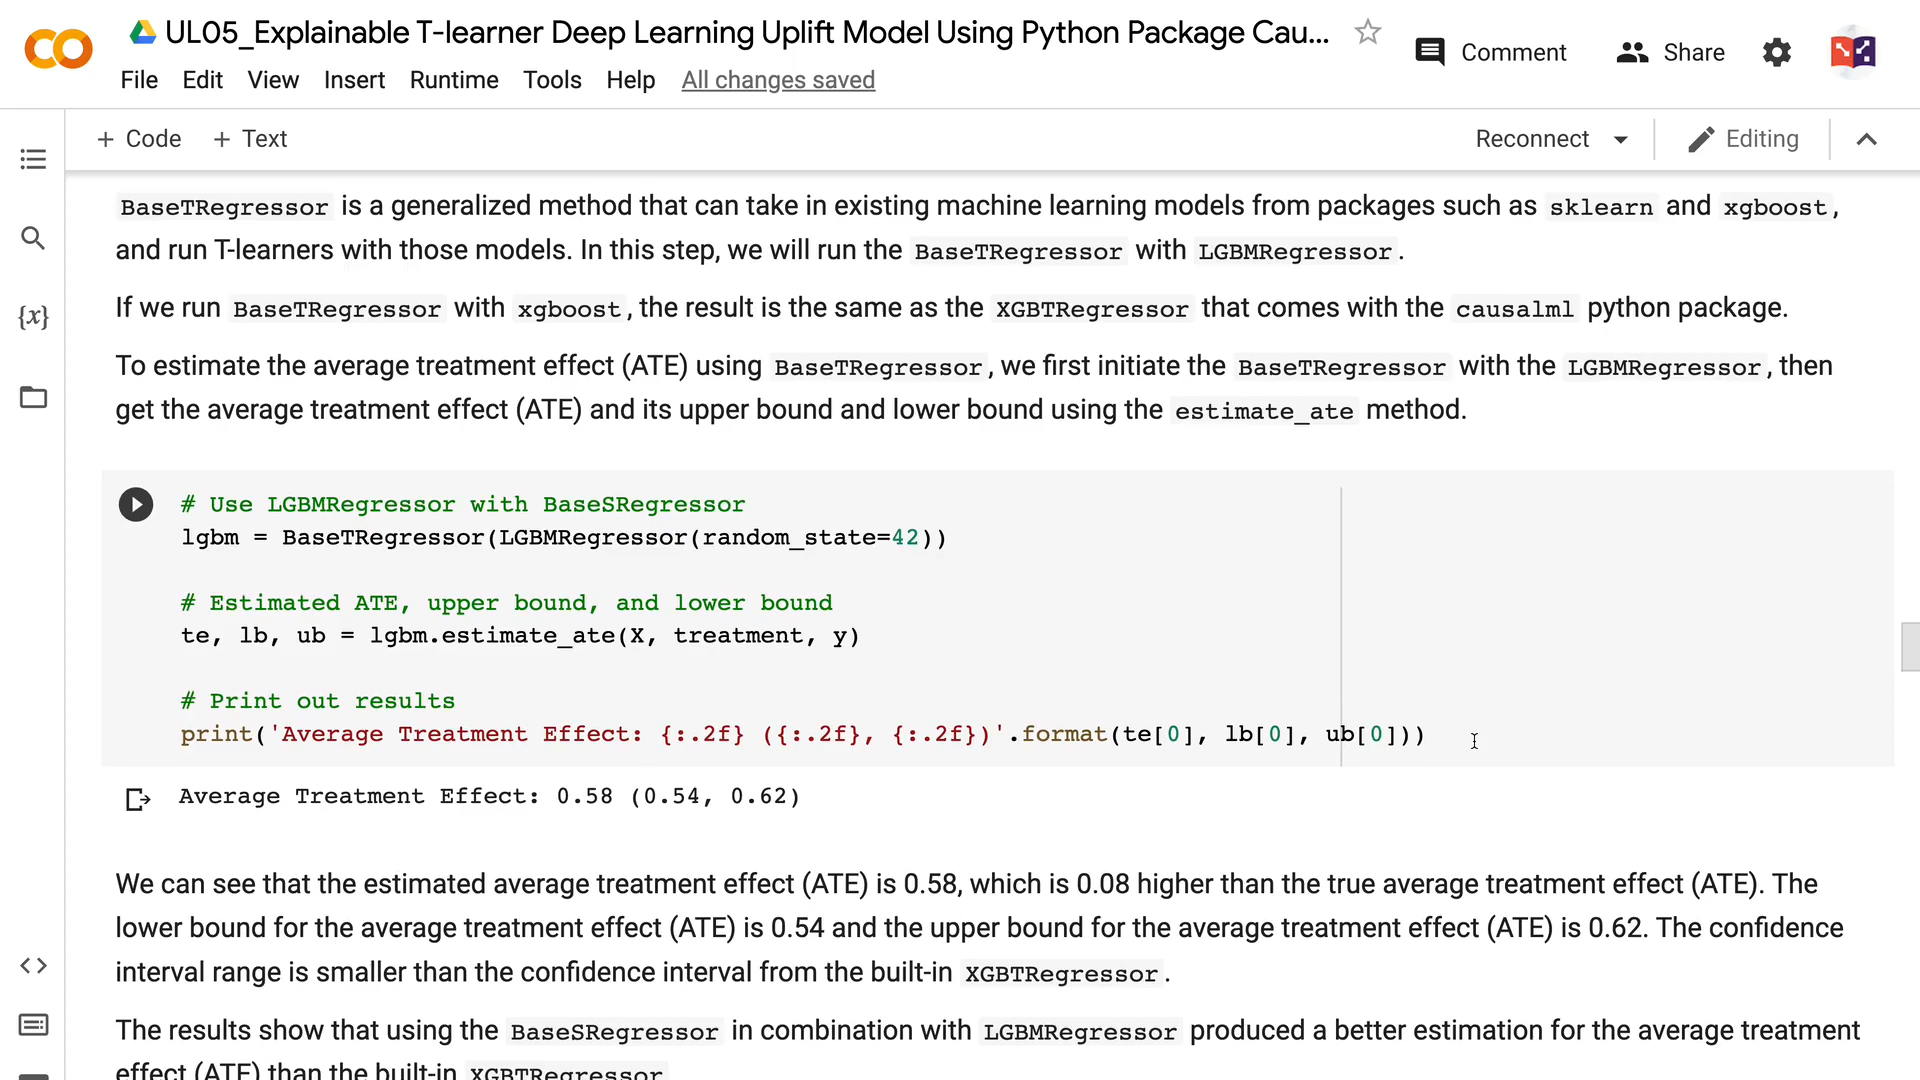 UL05_Explainable T-learner Deep Learning Uplift Model Using Python Package Cau...
Comment
Share
File Edit View Insert Runtime Tools Help All changes saved
+ Code + Text
Reconnect
Editing
BaseTRegressor is a generalized method that can take in existing machine learning models from packages such as sklearn and xgboost,
and run T-learners with those models. In this step, we will run the BaseTRegressor with LGBMRegressor.
If we run BaseTRegressor with xgboost, the result is the same as the XGBTRegressor that comes with the causalml python package.
To estimate the average treatment effect (ATE) using BaseTRegressor, we first initiate the BaseTRegressor with the LGBMRegressor, then
get the average treatment effect (ATE) and its upper bound and lower bound using the estimate_ate method.
# Use LGBMRegressor with BaseSRegressor
lgbm = BaseTRegressor(LGBMRegressor(random_state=42))
# Estimated ATE, upper bound, and lower bound
te, lb, ub = lgbm.estimate_ate(X, treatment, y)
# Print out results
print('Average Treatment Effect: {:.2f} ({:.2f}, {:.2f})'.format(te[0], lb[0], ub[0]))
Average Treatment Effect: 0.58 (0.54, 0.62)
We can see that the estimated average treatment effect (ATE) is 0.58, which is 0.08 higher than the true average treatment effect (ATE). The
lower bound for the average treatment effect (ATE) is 0.54 and the upper bound for the average treatment effect (ATE) is 0.62. The confidence
interval range is smaller than the confidence interval from the built-in XGBTRegressor.
The results show that using the BaseSRegressor in combination with LGBMRegressor produced a better estimation for the average treatment
effect (ATE) than the built-in XGBTRegressor